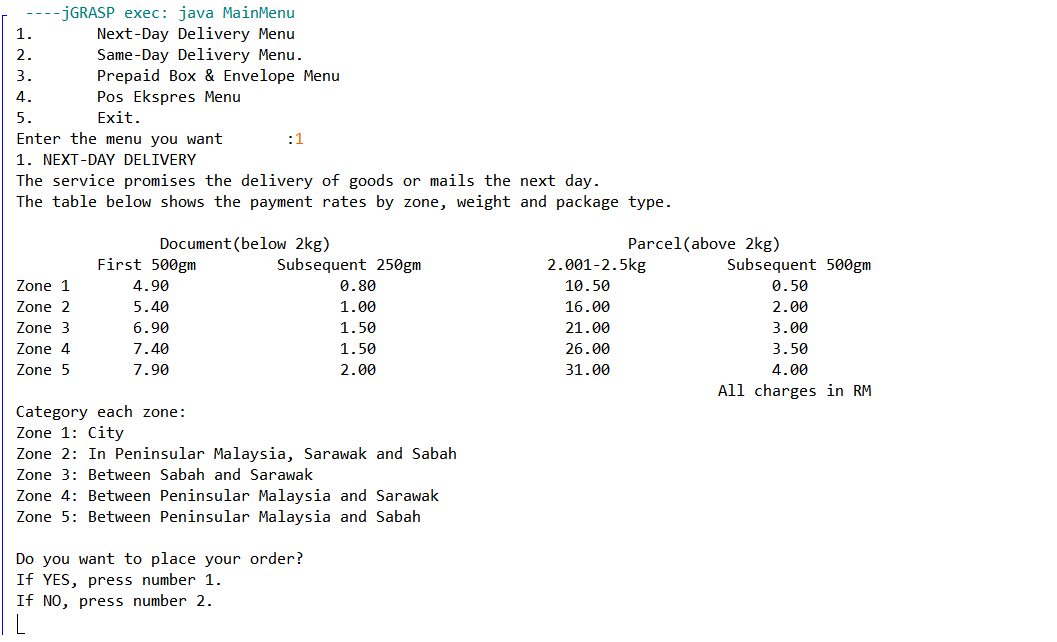 ----jGRASP exec: java MainMenu
1.       Next-Day Delivery Menu
2.       Same-Day Delivery Menu.
3.       Prepaid Box & Envelope Menu
4.       Pos Ekspres Menu
5.       Exit.
Enter the menu you want       :1
1. NEXT-DAY DELIVERY
The service promises the delivery of goods or mails the next day.
The table below shows the payment rates by zone, weight and package type.
Document(below 2kg)                                 Parcel(above 2kg)
First 500gm         Subsequent 250gm              2.001-2.5kg         Subsequent 500gm
Zone 1       4.90                   0.80                     10.50                  0.50
Zone 2       5.40                   1.00                     16.00                  2.00
Zone 3       6.90                   1.50                     21.00                  3.00
Zone 4       7.40                   1.50                     26.00                  3.50
Zone 5       7.90                   2.00                     31.00                  4.00
All charges in RM
Category each zone:
Zone 1: City
Zone 2: In Peninsular Malaysia, Sarawak and Sabah
Zone 3: Between Sabah and Sarawak
Zone 4: Between Peninsular Malaysia and Sarawak
Zone 5: Between Peninsular Malaysia and Sabah
Do you want to place your order?
If YES, press number 1.
If NO, press number 2.